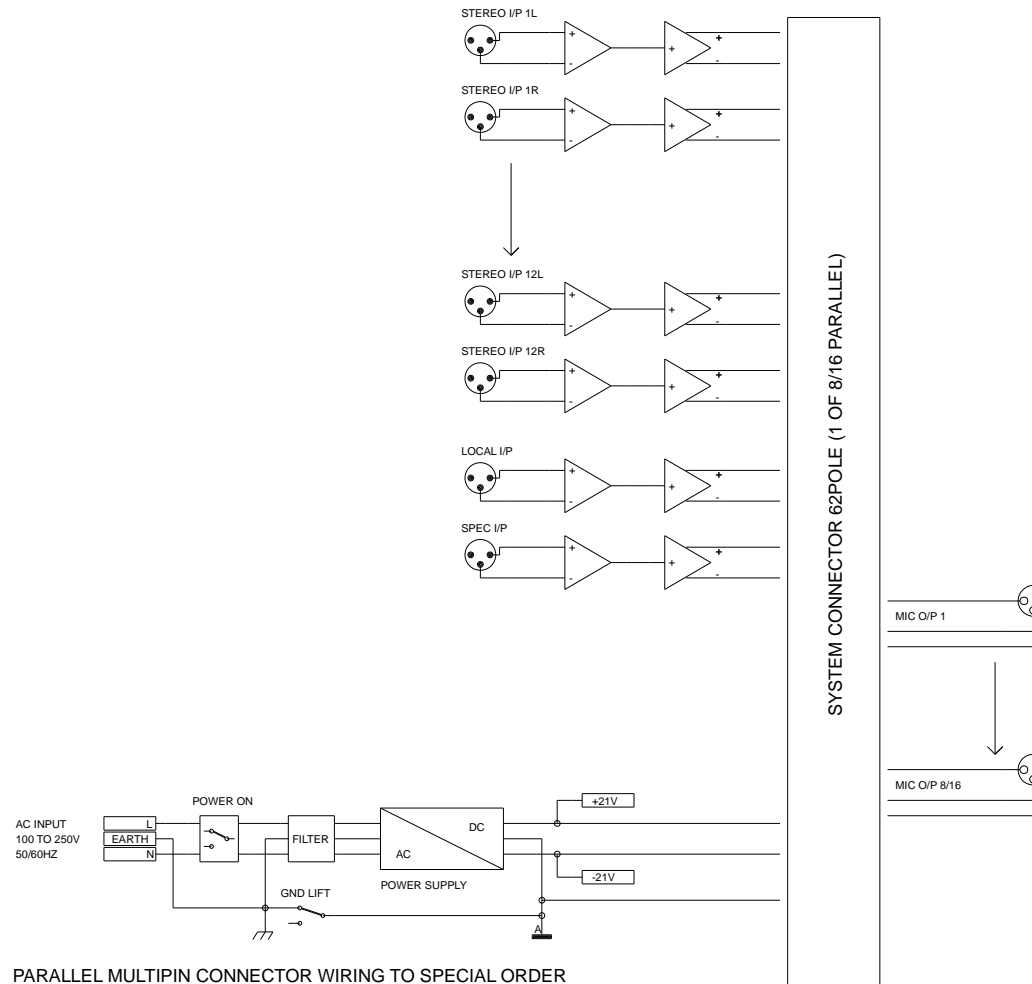 STEREO I/P 1L
+
-
+
+
-
STEREO I/P 1R
+
-
+
+
-
STEREO I/P 12L
+
-
+
+
-
STEREO I/P 12R
+
-
+
+
-
LOCAL I/P
+
-
+
+
-
SPEC I/P
+
-
+
+
-
SYSTEM CONNECTOR 62POLE (1 OF 8/16 PARALLEL)
MIC O/P 1
MIC O/P 8/16
AC INPUT
100 TO 250V
50/60HZ
L
EARTH
N
POWER ON
FILTER
DC
AC
POWER SUPPLY
+21V
-21V
GND LIFT
A
PARALLEL MULTIPIN CONNECTOR WIRING TO SPECIAL ORDER